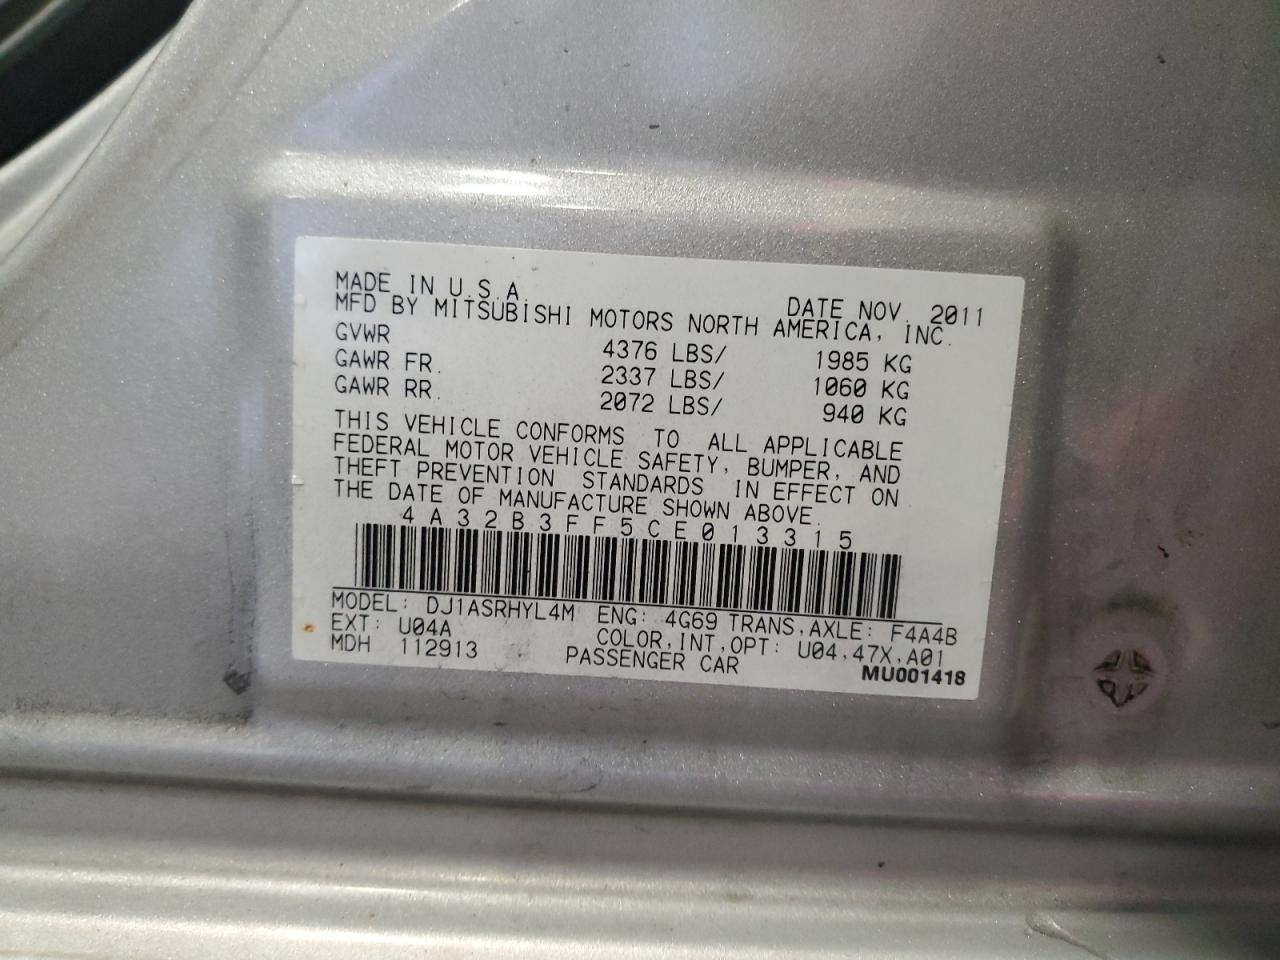 MADE IN U.S.A. DATE NOV. 2011
MFD BY MITSUBISHI MOTORS NORTH AMERICA, INC.
GVWR 4376 LBS/ 1985 KG
GAWR FR. 2337 LBS/ 1060 KG
GAWR RR. 2072 LBS/ 940 KG
THIS VEHICLE CONFORMS TO ALL APPLICABLE
FEDERAL MOTOR VEHICLE SAFETY, BUMPER, AND
THEFT PREVENTION STANDARDS IN EFFECT ON
THE DATE OF MANUFACTURE SHOWN ABOVE.
4A32B3FF5CE013315
MODEL: DJ1ASRHYL4M ENG: 4G69 TRANS,AXLE: F4A4B
EXT: U04A COLOR,INT,OPT: U04,47X,A01
MDH 112913 PASSENGER CAR
MU001418